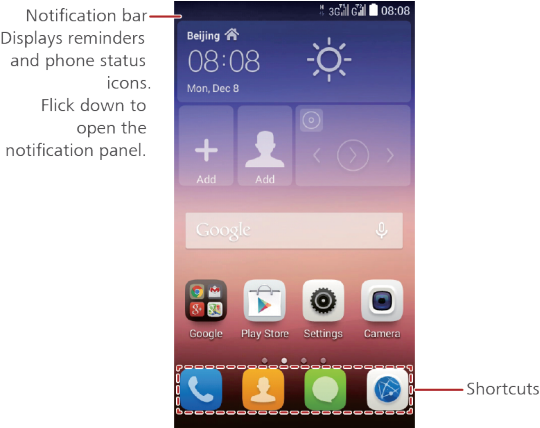 Notification bar
Displays reminders
and phone status
icons.
Flick down to
open the
notification panel.
3G G 08:08
Beijing
08:08
Mon, Dec 8
Add
Add
Google
Google
Play Store
Settings
Camera
Shortcuts